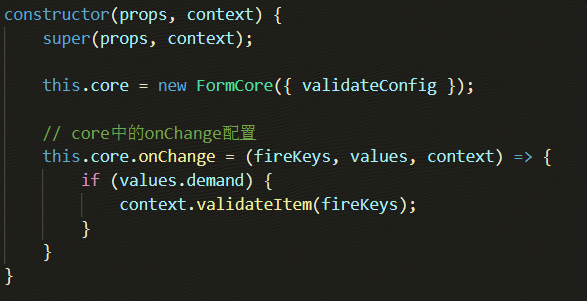 constructor(props, context) {
super(props, context);
this.core = new FormCore({ validateConfig });
// core中的onChange配置
this.core.onChange = (fireKeys, values, context) => {
if (values.demand) {
context.validateItem(fireKeys);
}
}
}